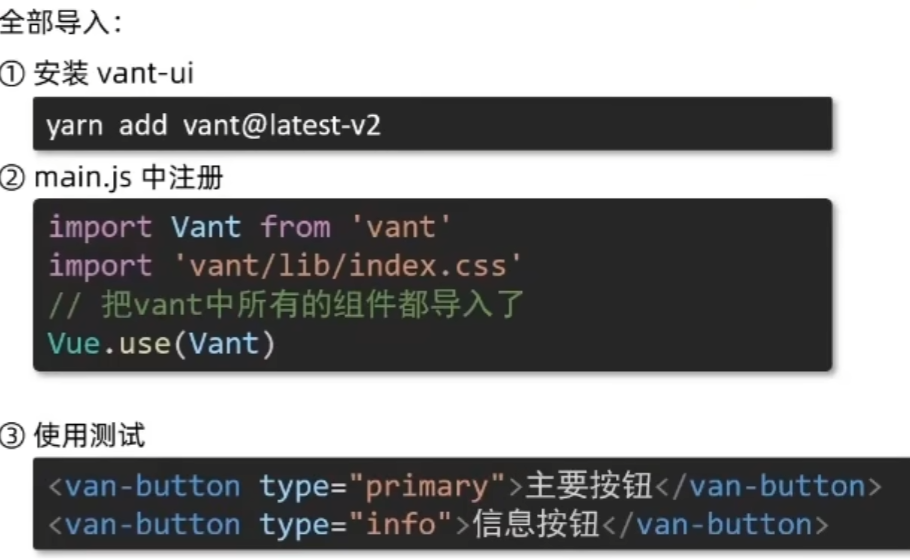 全部导入：
① 安装 vant-ui
yarn add vant@latest-v2
② main.js 中注册
import Vant from 'vant'
import 'vant/lib/index.css'
// 把vant中所有的组件都导入了
Vue.use(Vant)
③ 使用测试
<van-button type="primary">主要按钮</van-button>
<van-button type="info">信息按钮</van-button>